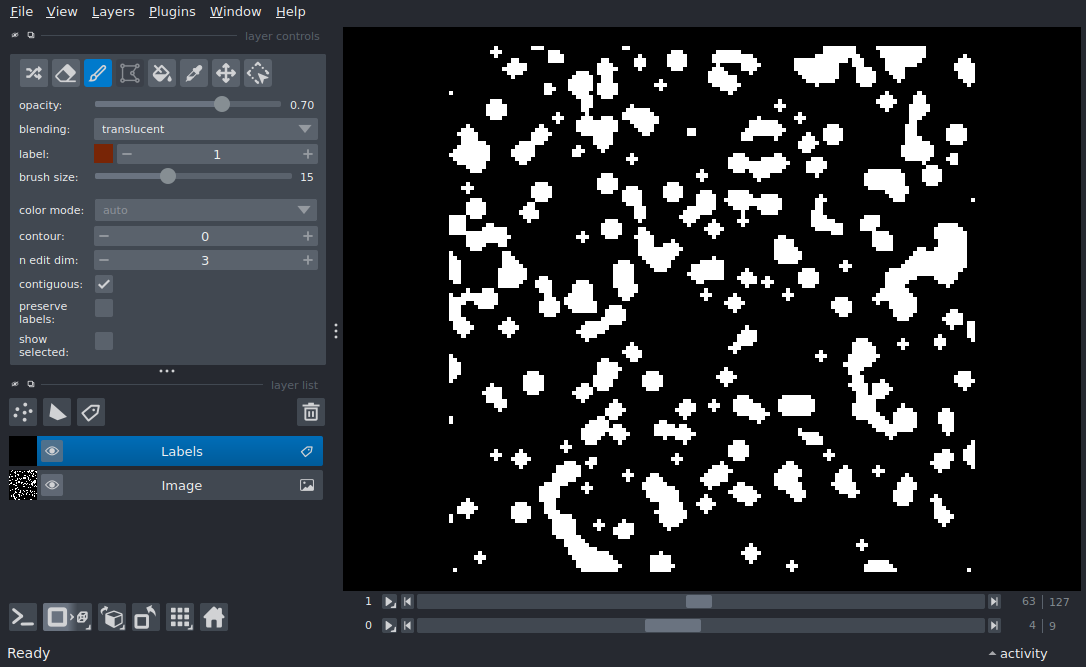 File View Layers Plugins Window Help
layer controls
opacity: 0.70
blending: translucent
label: 1
brush size: 15
color mode: auto
contour: 0
n edit dim: 3
contiguous:
preserve
labels:
show
selected:
layer list
Labels
Image
1 63 127
0 4 9
Ready activity